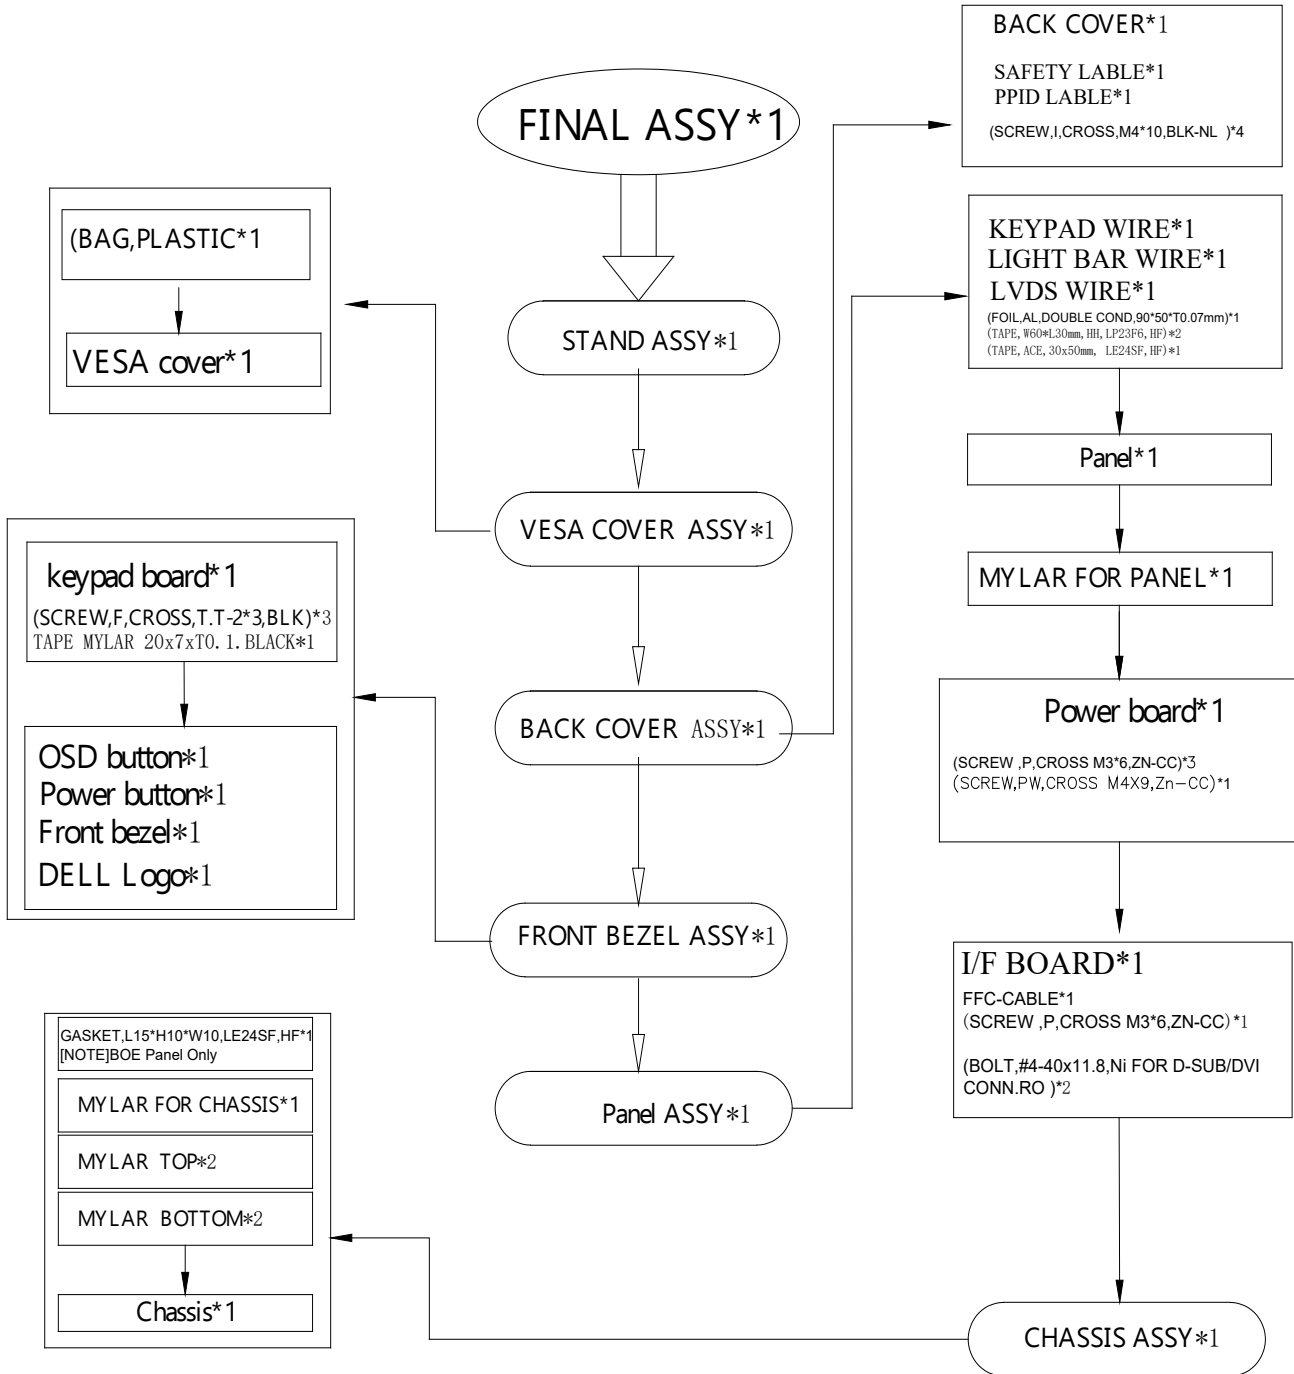 FINAL ASSY*1
STAND ASSY*1
VESA COVER ASSY*1
BACK COVER ASSY*1
FRONT BEZEL ASSY*1
Panel ASSY*1
(BAG,PLASTIC*1
VESA cover*1
keypad board*1
(SCREW,F,CROSS,T.T-2*3,BLK)*3
TAPE MYLAR 20x7xT0.1.BLACK*1
OSD button*1
Power button*1
Front bezel*1
DELL Logo*1
GASKET,L15*H10*W10,LE24SF,HF*1
[NOTE]BOE Panel Only
MYLAR FOR CHASSIS*1
MYLAR TOP*2
MYLAR BOTTOM*2
Chassis*1
BACK COVER*1
SAFETY LABLE*1
PPID LABLE*1
(SCREW,I,CROSS,M4*10,BLK-NL )*4
KEYPAD WIRE*1
LIGHT BAR WIRE*1
LVDS WIRE*1
(FOIL,AL,DOUBLE COND,90*50*T0.07mm)*1
(TAPE,W60*L30mm,HH,LP23F6,HF)*2
(TAPE,ACE,30x50mm, LE24SF,HF)*1
Panel*1
MYLAR FOR PANEL*1
Power board*1
(SCREW ,P,CROSS M3*6,ZN-CC)*3
(SCREW,PW,CROSS M4X9,Zn-CC)*1
I/F BOARD*1
FFC-CABLE*1
(SCREW ,P,CROSS M3*6,ZN-CC)*1
(BOLT,#4-40x11.8,Ni FOR D-SUB/DVI
CONN.RO )*2
CHASSIS ASSY*1